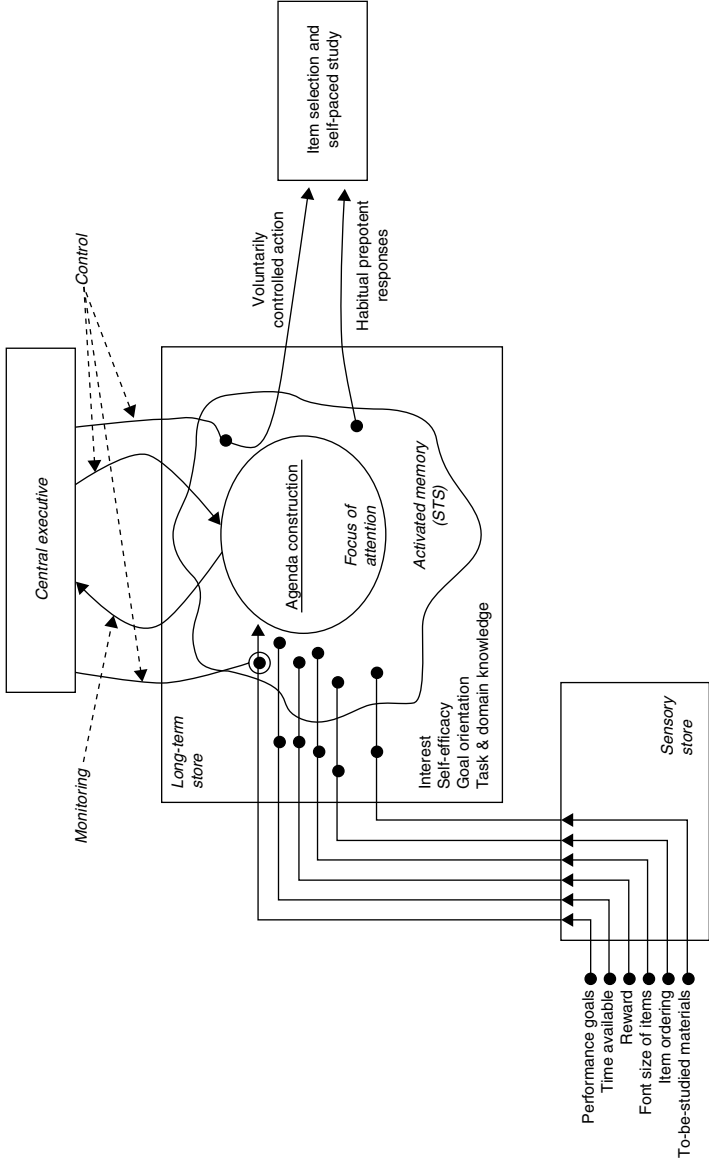 Central executive
Monitoring
Control
Long-term
store
Agenda construction
Focus of
attention
Activated memory
(STS)
Interest
Self-efficacy
Goal orientation
Task & domain knowledge
Voluntarily
controlled action
Habitual prepotent
responses
Item selection and
self-paced study
Sensory
store
Performance goals
Time available
Reward
Font size of items
Item ordering
To-be-studied materials